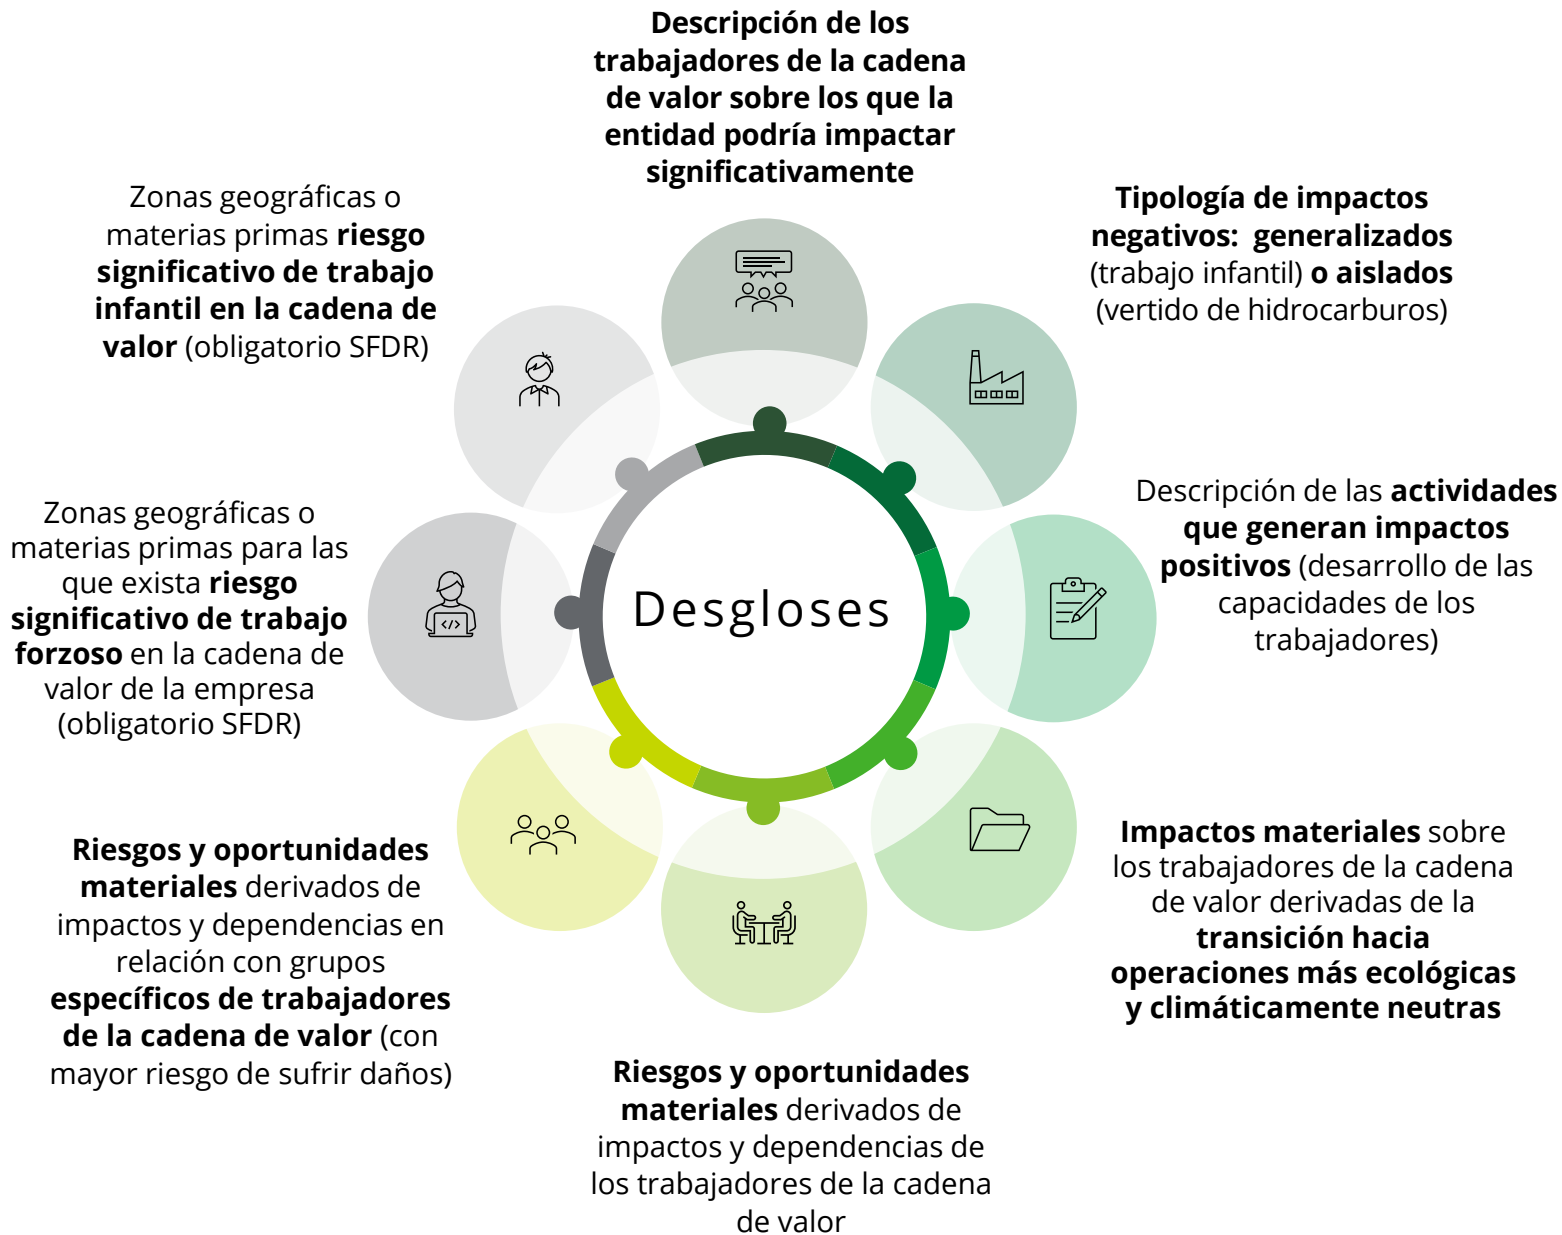 Descripción de los
trabajadores de la cadena
de valor sobre los que la
entidad podría impactar
significativamente
Tipología de impactos
negativos: generalizados
(trabajo infantil) o aislados
(vertido de hidrocarburos)
Descripción de las actividades
que generan impactos
positivos (desarrollo de las
capacidades de los
trabajadores)
Impactos materiales sobre
los trabajadores de la cadena
de valor derivadas de la
transición hacia
operaciones más ecológicas
y climáticamente neutras
Riesgos y oportunidades
materiales derivados de
impactos y dependencias de
los trabajadores de la cadena
de valor
Riesgos y oportunidades
materiales derivados de
impactos y dependencias en
relación con grupos
específicos de trabajadores
de la cadena de valor (con
mayor riesgo de sufrir daños)
Zonas geográficas o
materias primas para las
que exista riesgo
significativo de trabajo
forzoso en la cadena de
valor de la empresa
(obligatorio SFDR)
Zonas geográficas o
materias primas riesgo
significativo de trabajo
infantil en la cadena de
valor (obligatorio SFDR)
Desgloses